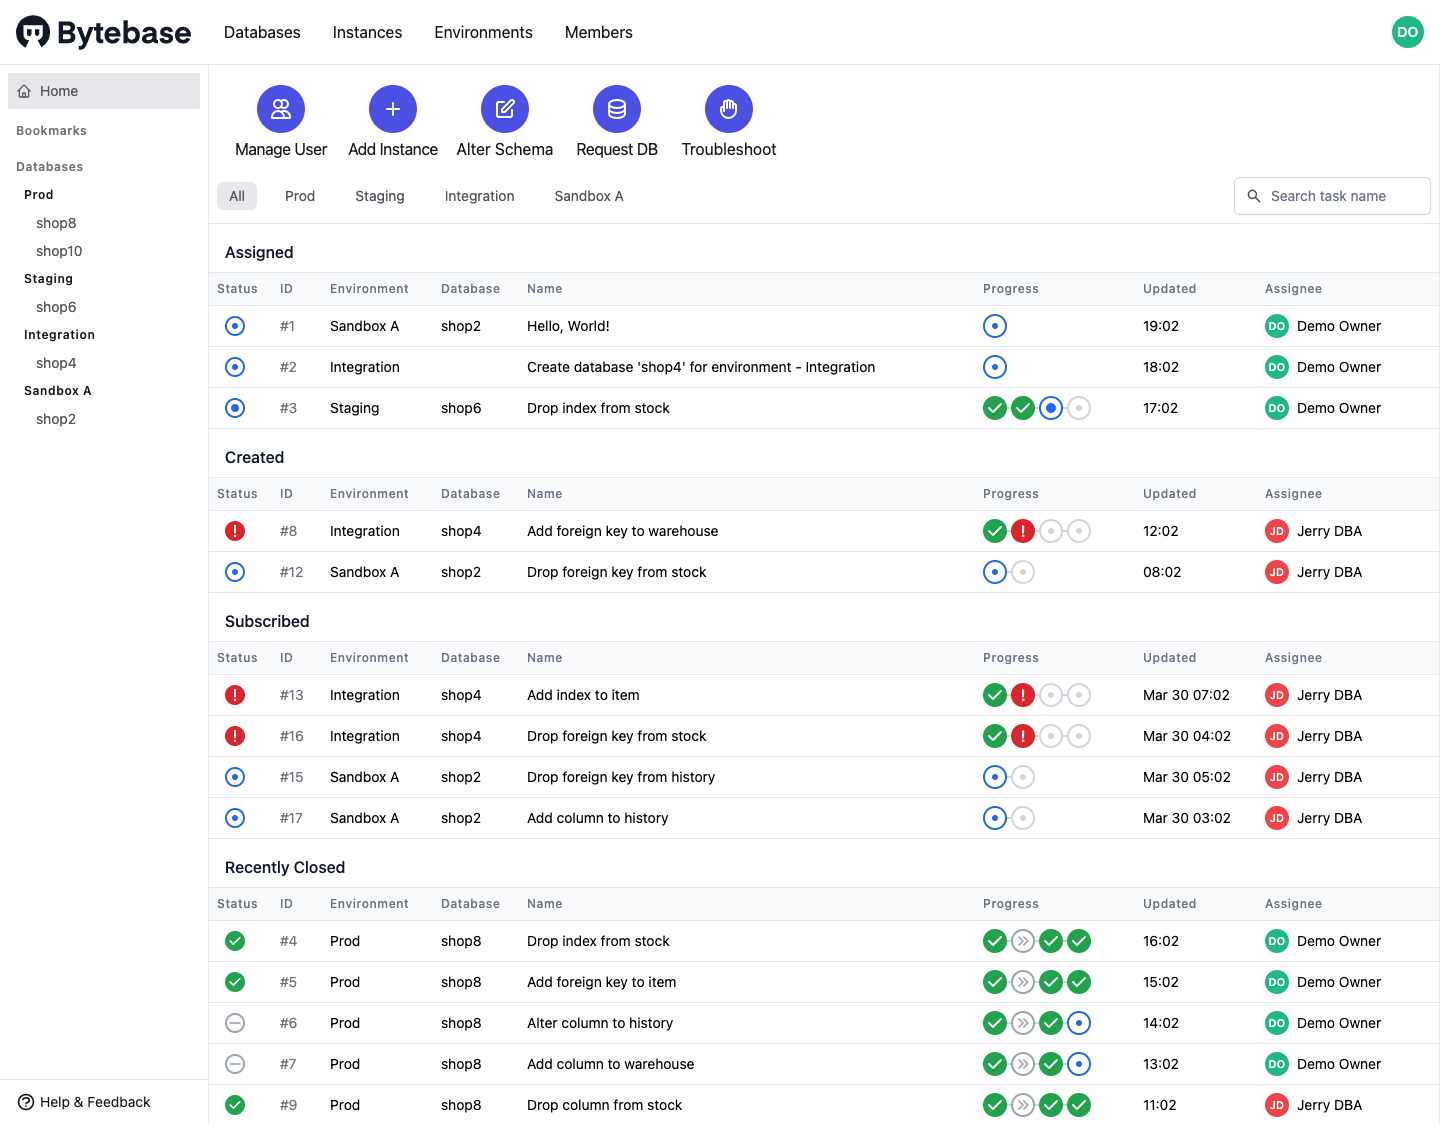 Bytebase Databases Instances Environments Members DO
Home
Bookmarks
Databases
Prod
shop8
shop10
Staging
shop6
Integration
shop4
Sandbox A
shop2
Help & Feedback
Manage User Add Instance Alter Schema Request DB Troubleshoot
All Prod Staging Integration Sandbox A Search task name
Assigned
Status ID Environment Database Name Progress Updated Assignee
#1 Sandbox A shop2 Hello, World! 19:02 DO Demo Owner
#2 Integration Create database 'shop4' for environment - Integration 18:02 DO Demo Owner
#3 Staging shop6 Drop index from stock 17:02 DO Demo Owner
Created
Status ID Environment Database Name Progress Updated Assignee
#8 Integration shop4 Add foreign key to warehouse 12:02 JD Jerry DBA
#12 Sandbox A shop2 Drop foreign key from stock 08:02 JD Jerry DBA
Subscribed
Status ID Environment Database Name Progress Updated Assignee
#13 Integration shop4 Add index to item Mar 30 07:02 JD Jerry DBA
#16 Integration shop4 Drop foreign key from stock Mar 30 04:02 JD Jerry DBA
#15 Sandbox A shop2 Drop foreign key from history Mar 30 05:02 JD Jerry DBA
#17 Sandbox A shop2 Add column to history Mar 30 03:02 JD Jerry DBA
Recently Closed
Status ID Environment Database Name Progress Updated Assignee
#4 Prod shop8 Drop index from stock 16:02 DO Demo Owner
#5 Prod shop8 Add foreign key to item 15:02 DO Demo Owner
#6 Prod shop8 Alter column to history 14:02 DO Demo Owner
#7 Prod shop8 Add column to warehouse 13:02 DO Demo Owner
#9 Prod shop8 Drop column from stock 11:02 JD Jerry DBA